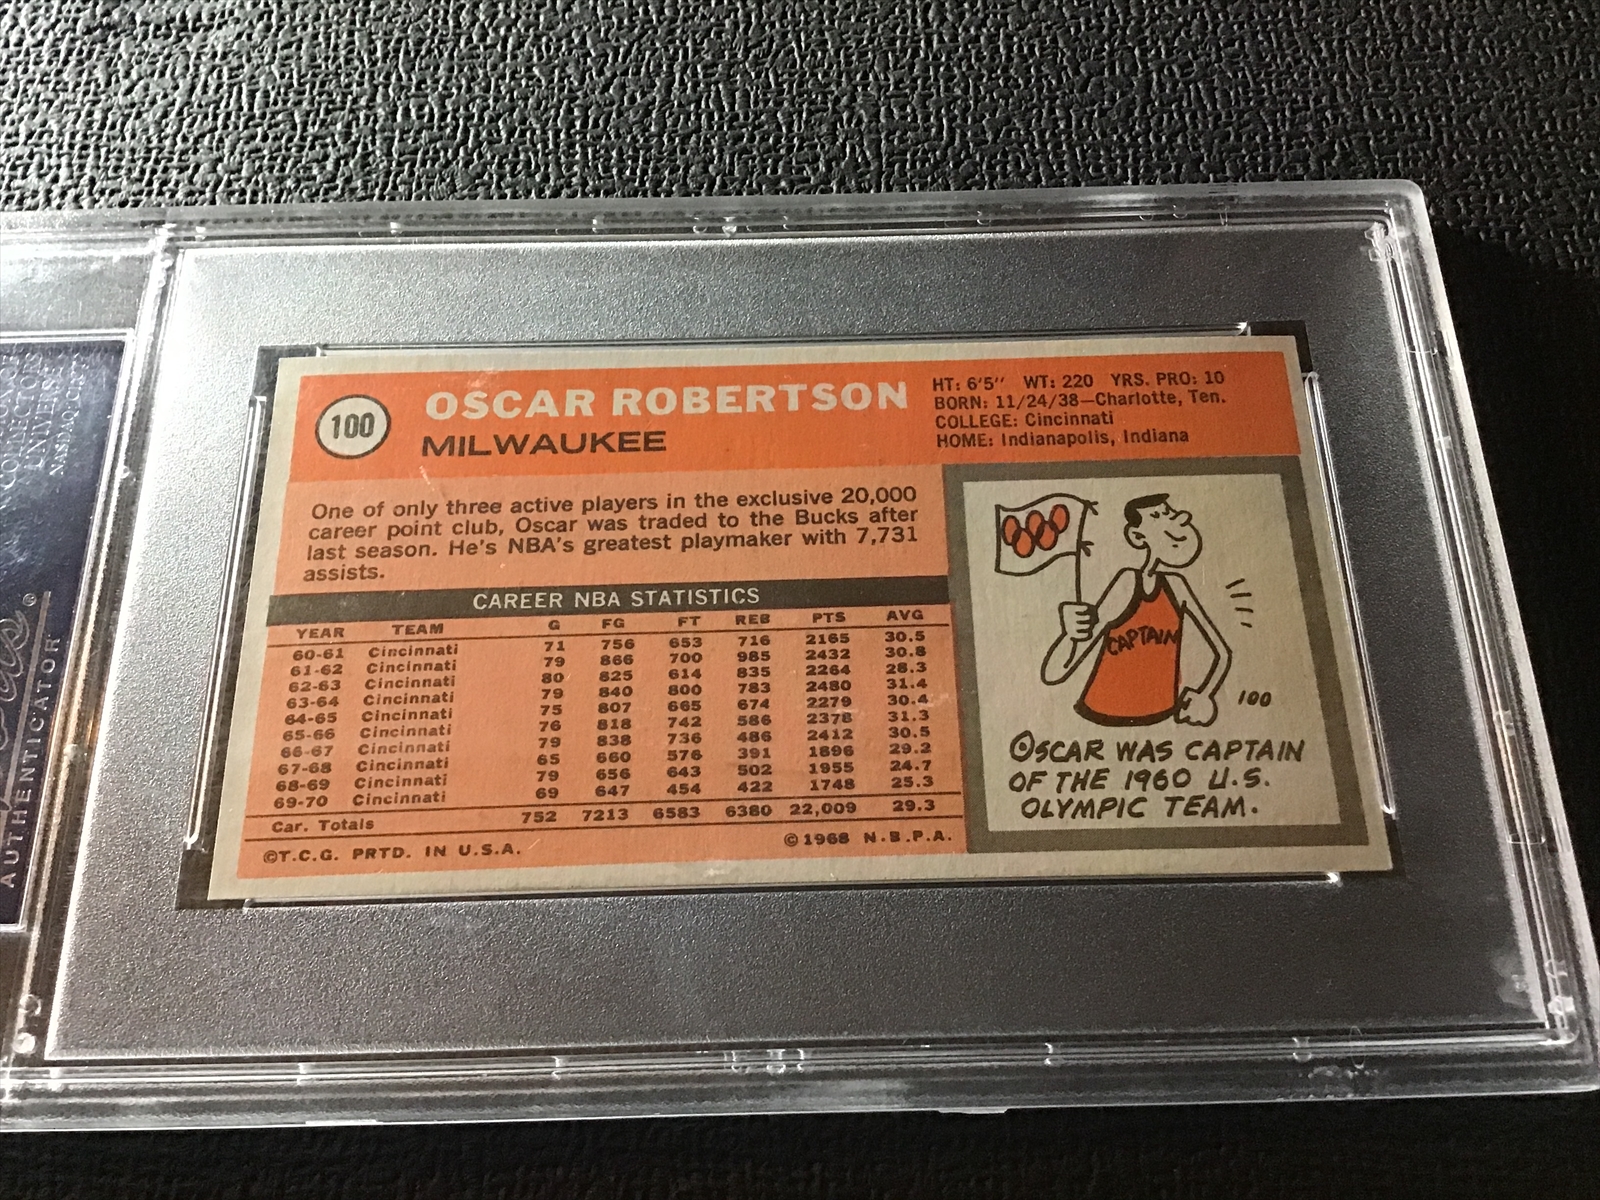 100
OSCAR ROBERTSON
MILWAUKEE
HT: 6'5" WT: 220 YRS. PRO: 10
BORN: 11/24/38—Charlotte, Ten.
COLLEGE: Cincinnati
HOME: Indianapolis, Indiana
One of only three active players in the exclusive 20,000
career point club, Oscar was traded to the Bucks after
last season. He's NBA's greatest playmaker with 7,731
assists.
CAREER NBA STATISTICS
YEAR TEAM G FG FT REB PTS AVG
60-61 Cincinnati 71 756 653 716 2165 30.5
61-62 Cincinnati 79 866 700 985 2432 30.8
62-63 Cincinnati 80 825 614 835 2264 28.3
63-64 Cincinnati 79 840 800 783 2480 31.4
64-65 Cincinnati 75 807 665 674 2279 30.4
65-66 Cincinnati 76 818 742 586 2378 31.3
66-67 Cincinnati 79 838 736 486 2412 30.5
67-68 Cincinnati 65 660 576 391 1896 29.2
68-69 Cincinnati 79 656 643 502 1955 24.7
69-70 Cincinnati 69 647 454 422 1748 25.3
Car. Totals 752 7213 6583 6380 22,009 29.3
©T.C.G. PRTD. IN U.S.A. ©1968 N.B.P.A.
CAPTAIN
100
OSCAR WAS CAPTAIN
OF THE 1960 U.S.
OLYMPIC TEAM.
AUTHENTICATOR